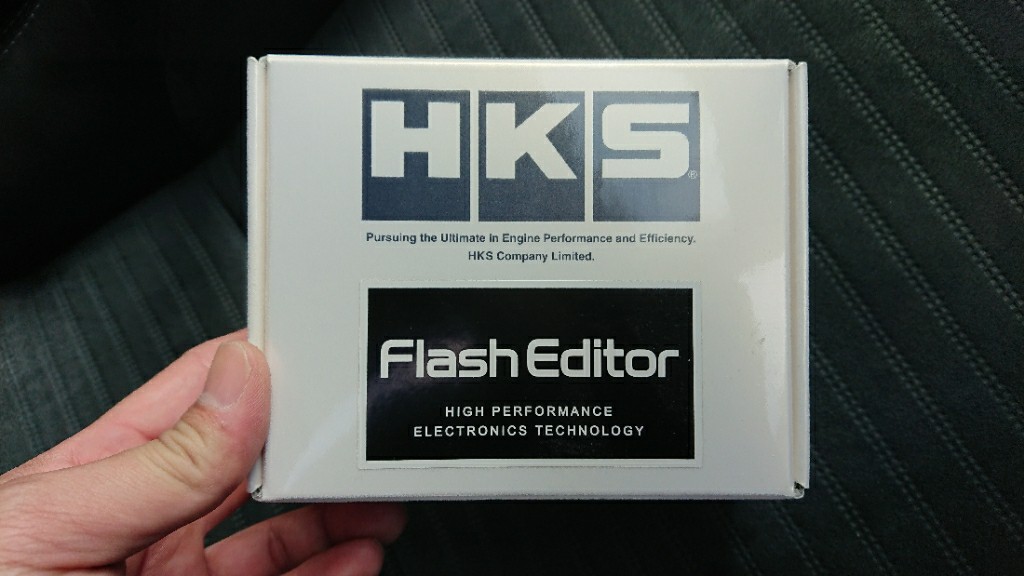 HKS®
Pursuing the Ultimate in Engine Performance and Efficiency.
HKS Company Limited.
Flash Editor
HIGH PERFORMANCE
ELECTRONICS TECHNOLOGY